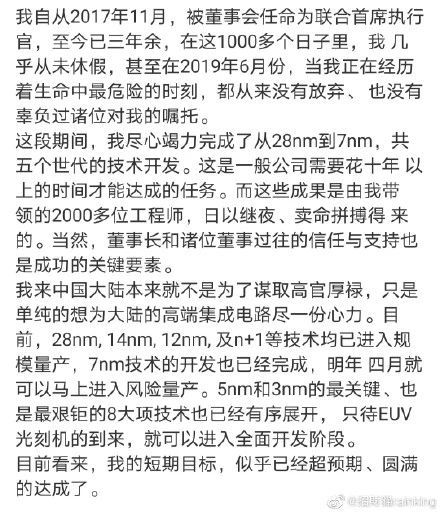 我自从2017年11月，被董事会任命为联合首席执行
官，至今已三年余，在这1000多个日子里，我 几
乎从未休假，甚至在2019年6月份，当我正在经历
着生命中最危险的时刻，都从来没有放弃、 也没有
辜负过诸位对我的嘱托。
这段期间，我尽心竭力完成了从28nm到7nm，共
五个世代的技术开发。这是一般公司需要花十年 以
上的时间才能达成的任务。而这些成果是由我带
领的2000多位工程师，日以继夜、卖命拼搏得 来
的。当然，董事长和诸位董事过往的信任与支持也
是成功的关键要素。
我来中国大陆本来就不是为了谋取高官厚禄，只是
单纯的想为大陆的高端集成电路尽一份心力。目
前，28nm, 14nm, 12nm, 及n+1等技术均已进入规
模量产，7nm技术的开发也已经完成，明年 四月就
可以马上进入风险量产。5nm和3nm的最关键、也
是最艰钜的8大项技术也已经有序展开， 只待EUV
光刻机的到来，就可以进入全面开发阶段。
目前看来，我的短期目标，似乎已经超预期、圆满
的达成了。